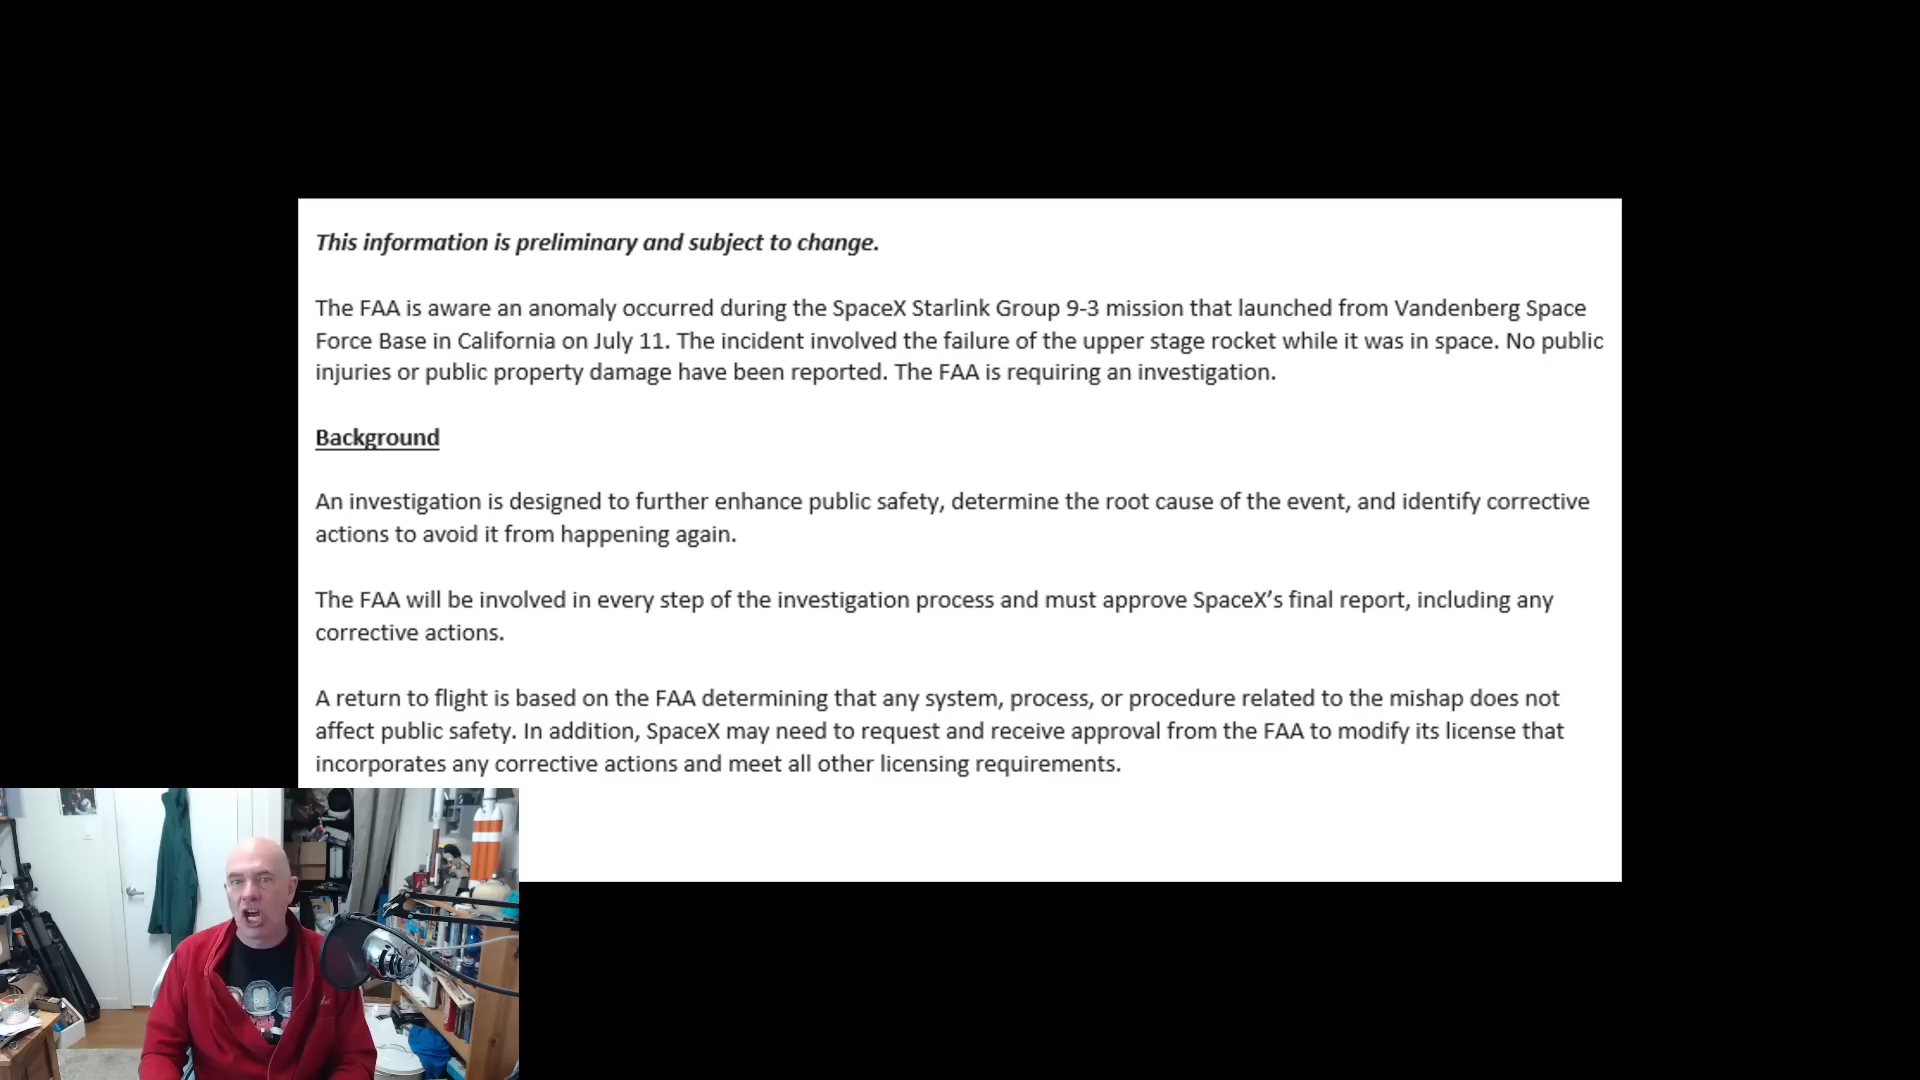 This information is preliminary and subject to change.
The FAA is aware an anomaly occurred during the SpaceX Starlink Group 9-3 mission that launched from Vandenberg Space
Force Base in California on July 11. The incident involved the failure of the upper stage rocket while it was in space. No public
injuries or public property damage have been reported. The FAA is requiring an investigation.
Background
An investigation is designed to further enhance public safety, determine the root cause of the event, and identify corrective
actions to avoid it from happening again.
The FAA will be involved in every step of the investigation process and must approve SpaceX’s final report, including any
corrective actions.
A return to flight is based on the FAA determining that any system, process, or procedure related to the mishap does not
affect public safety. In addition, SpaceX may need to request and receive approval from the FAA to modify its license that
incorporates any corrective actions and meet all other licensing requirements.